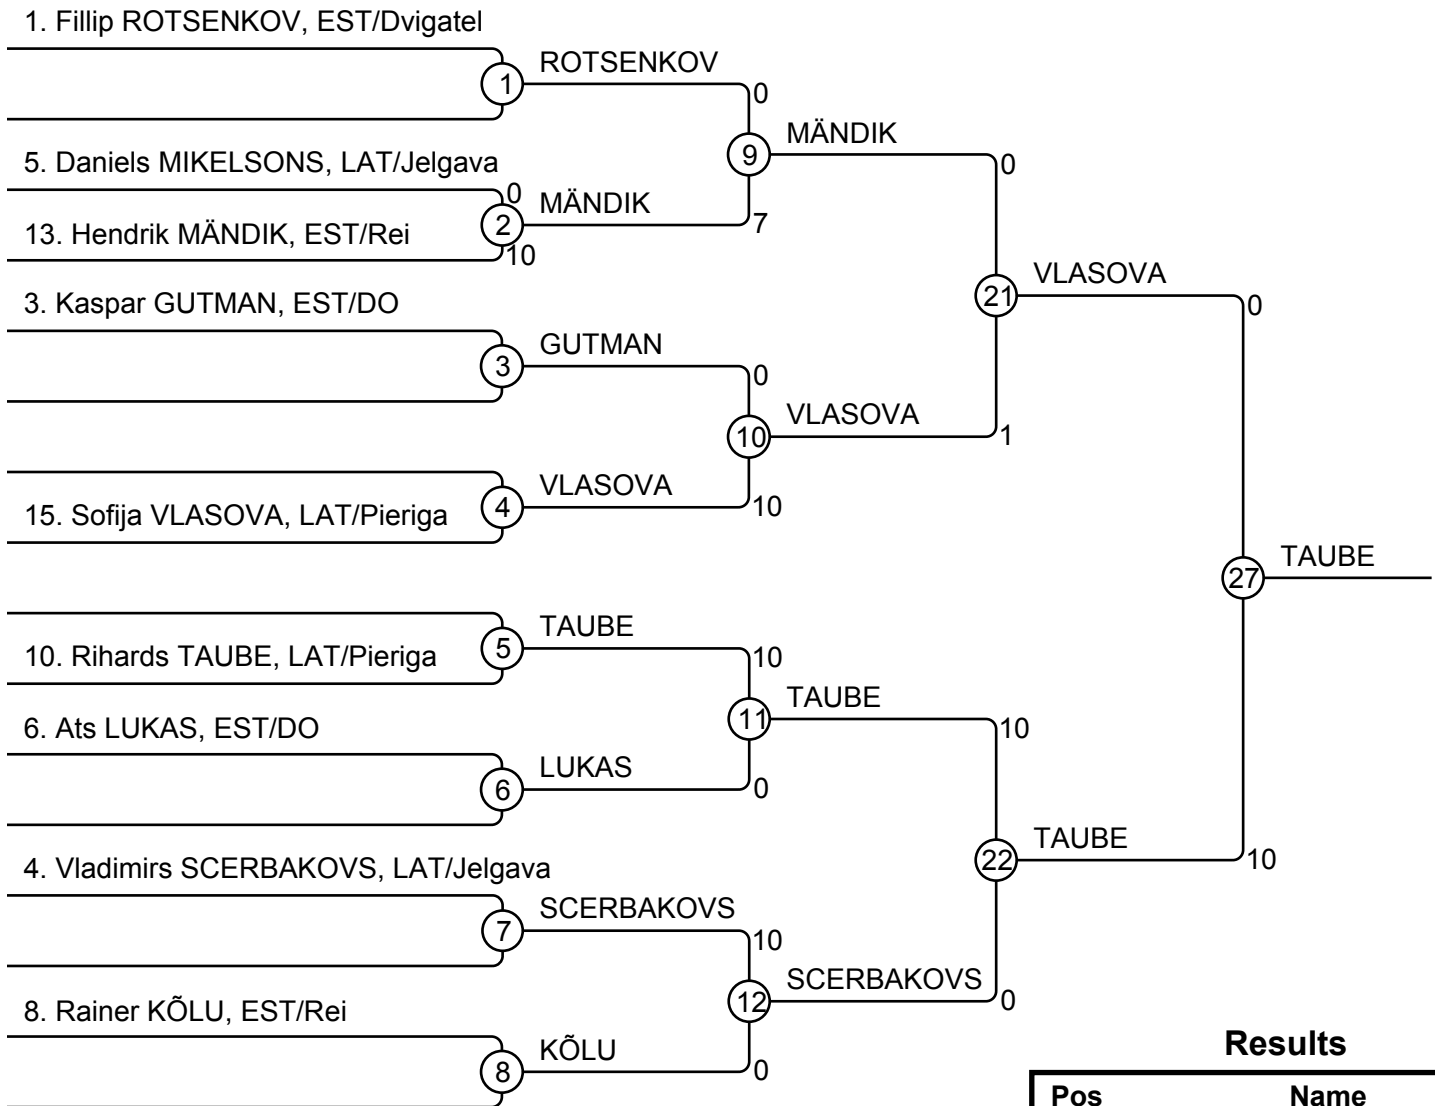 1. Fillip ROTSENKOV, EST/Dvigatel
ROTSENKOV
1
0
MÄNDIK
9
5. Daniels MIKELSONS, LAT/Jelgava
0
0
MÄNDIK
2
7
13. Hendrik MÄNDIK, EST/Rei
10
VLASOVA
21
3. Kaspar GUTMAN, EST/DO
0
GUTMAN
3
0
VLASOVA
10
1
VLASOVA
4
10
15. Sofija VLASOVA, LAT/Pieriga
TAUBE
27
TAUBE
5
10
10. Rihards TAUBE, LAT/Pieriga
TAUBE
11
10
6. Ats LUKAS, EST/DO
LUKAS
6
0
TAUBE
22
10
4. Vladimirs SCERBAKOVS, LAT/Jelgava
SCERBAKOVS
7
10
SCERBAKOVS
12
0
8. Rainer KÕLU, EST/Rei
KÕLU
8
0
Results
Pos Name